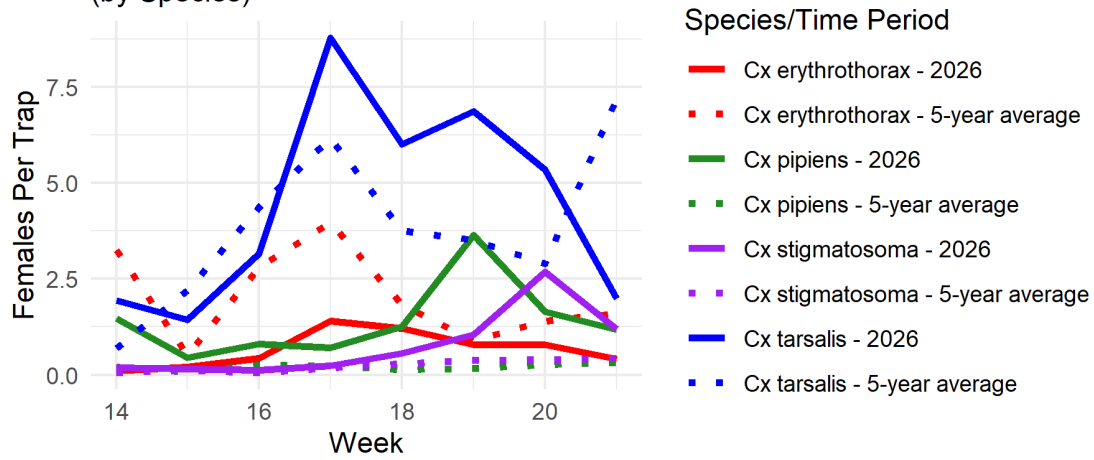 (by Species)
Species/Time Period
Cx erythrothorax - 2026
Cx erythrothorax - 5-year average
Cx pipiens - 2026
Cx pipiens - 5-year average
Cx stigmatosoma - 2026
Cx stigmatosoma - 5-year average
Cx tarsalis - 2026
Cx tarsalis - 5-year average
Females Per Trap
7.5
5.0
2.5
0.0
14 16 18 20
Week